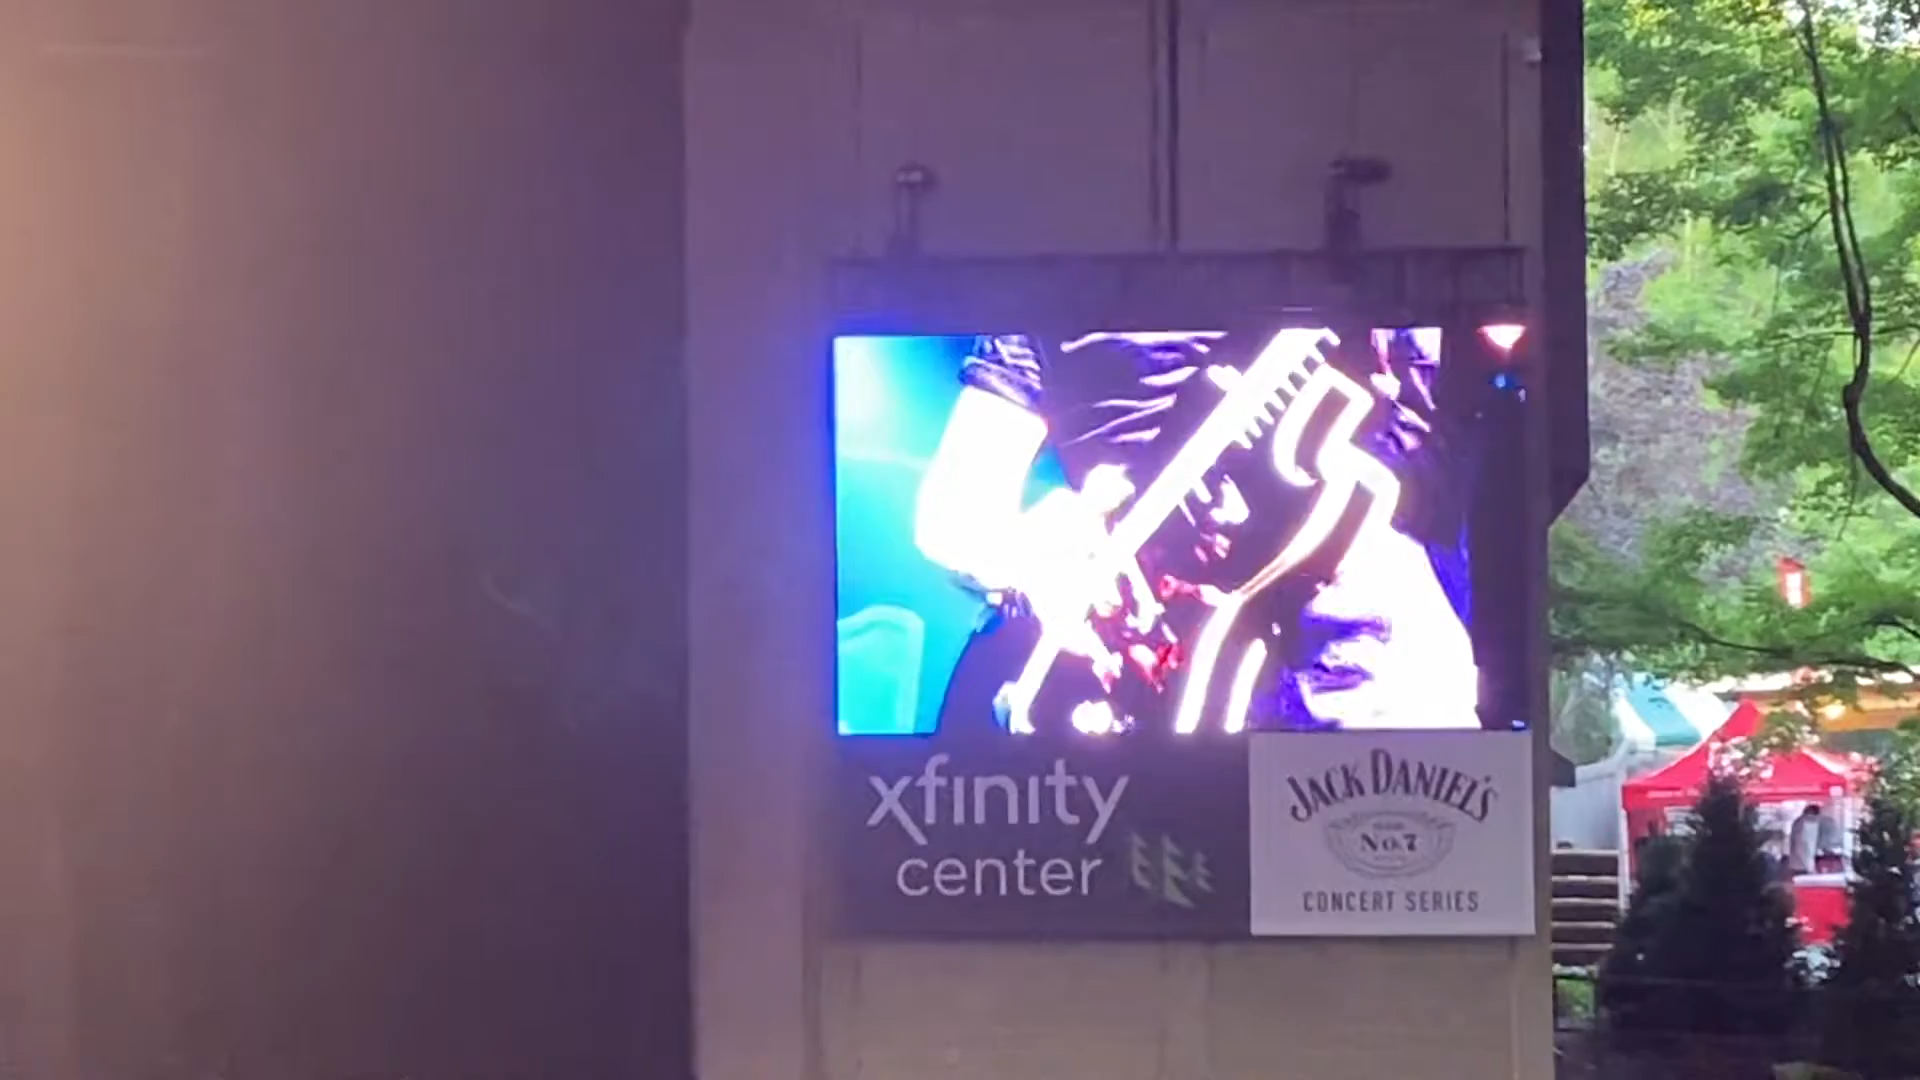 xfinity
center
JACK DANIEL'S
No. 7
CONCERT SERIES